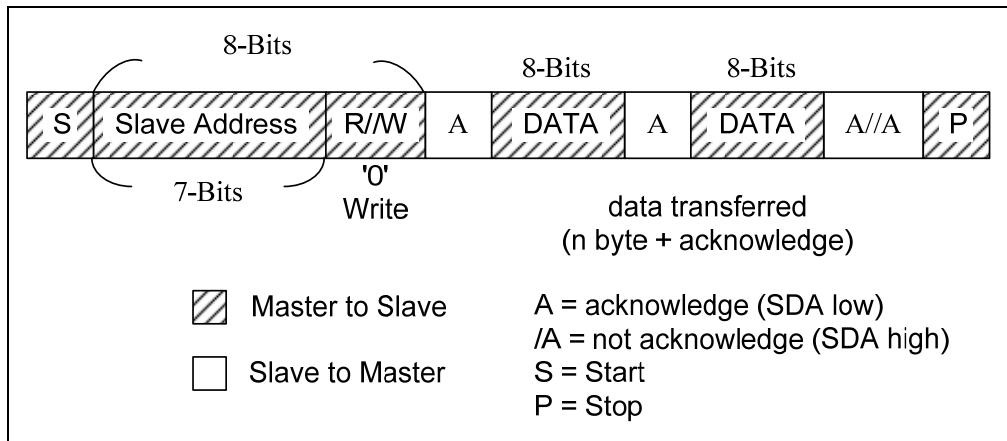 8-Bits
8-Bits 8-Bits
S Slave Address R//W A DATA A DATA A//A P
7-Bits
'0'
Write
data transferred
(n byte + acknowledge)
Master to Slave
Slave to Master
A = acknowledge (SDA low)
/A = not acknowledge (SDA high)
S = Start
P = Stop